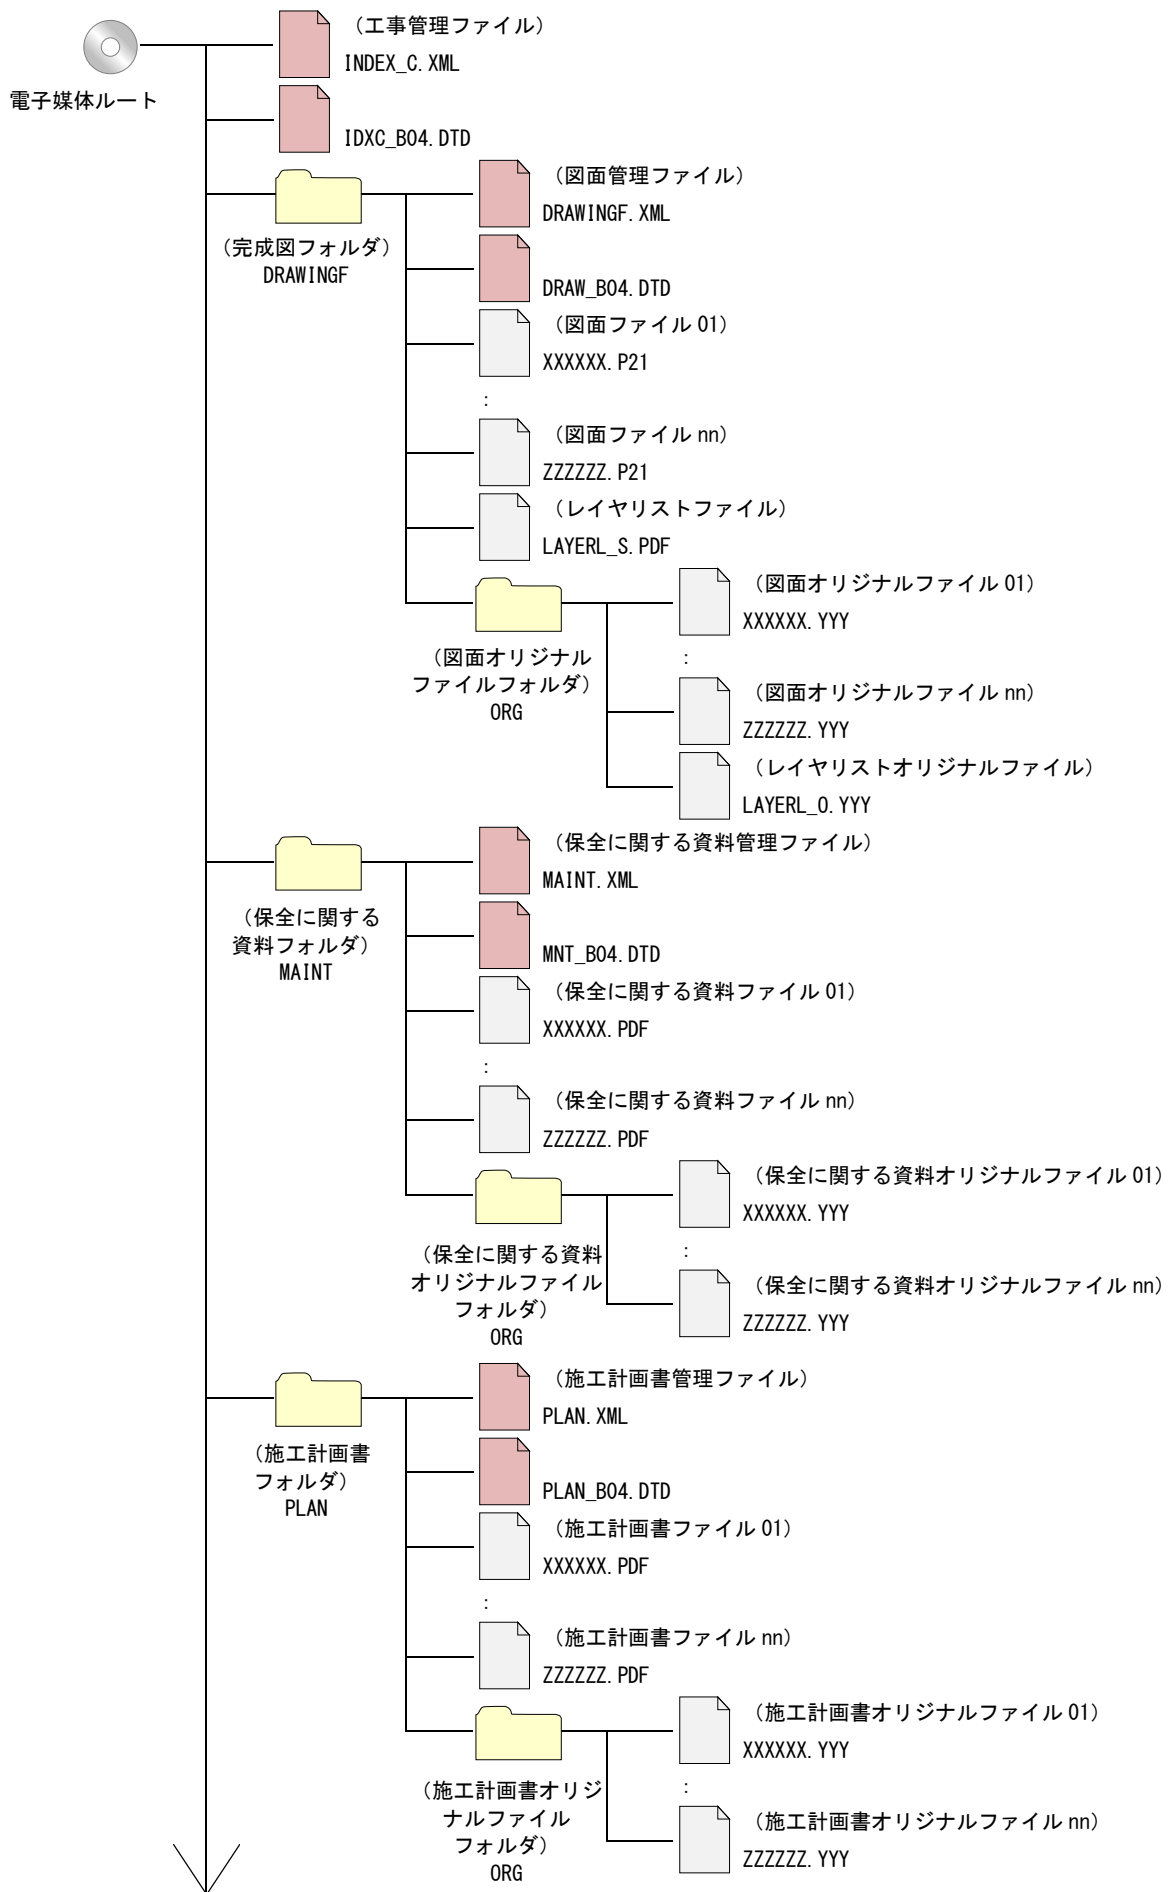 (工事管理ファイル)
INDEX_C.XML
電子媒体ルート
IDXC_B04.DTD
(図面管理ファイル)
DRAWINGF.XML
(完成図フォルダ)
DRAWINGF
DRAW_B04.DTD
(図面ファイル 01)
XXXXXX.P21
:
(図面ファイル nn)
ZZZZZZ.P21
(レイヤリストファイル)
LAYERL_S.PDF
(図面オリジナル
ファイルフォルダ)
ORG
(図面オリジナルファイル 01)
XXXXXX.YYY
:
(図面オリジナルファイル nn)
ZZZZZZ.YYY
(レイヤリストオリジナルファイル)
LAYERL_O.YYY
(保全に関する資料管理ファイル)
MAINT.XML
(保全に関する
資料フォルダ)
MAINT
MNT_B04.DTD
(保全に関する資料ファイル 01)
XXXXXX.PDF
:
(保全に関する資料ファイル nn)
ZZZZZZ.PDF
(保全に関する資料
オリジナルファイル
フォルダ)
ORG
(保全に関する資料オリジナルファイル 01)
XXXXXX.YYY
:
(保全に関する資料オリジナルファイル nn)
ZZZZZZ.YYY
(施工計画書管理ファイル)
PLAN.XML
(施工計画書
フォルダ)
PLAN
PLAN_B04.DTD
(施工計画書ファイル 01)
XXXXXX.PDF
:
(施工計画書ファイル nn)
ZZZZZZ.PDF
(施工計画書オリジ
ナルファイル
フォルダ)
ORG
(施工計画書オリジナルファイル 01)
XXXXXX.YYY
:
(施工計画書オリジナルファイル nn)
ZZZZZZ.YYY